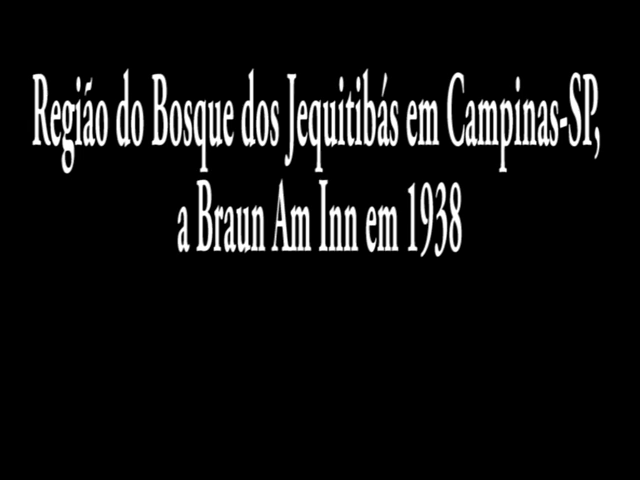 Região do Bosque dos Jequitibás em Campinas-SP,
a Braun Am Inn em 1938